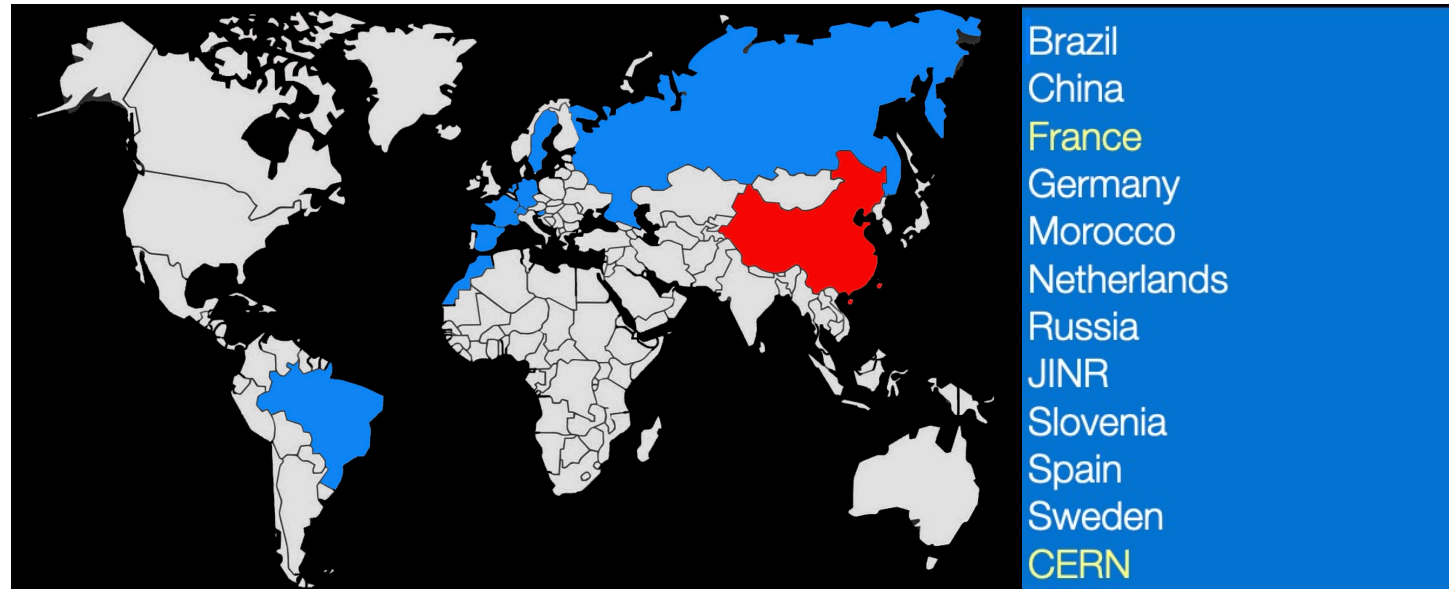 Brazil
China
France
Germany
Morocco
Netherlands
Russia
JINR
Slovenia
Spain
Sweden
CERN